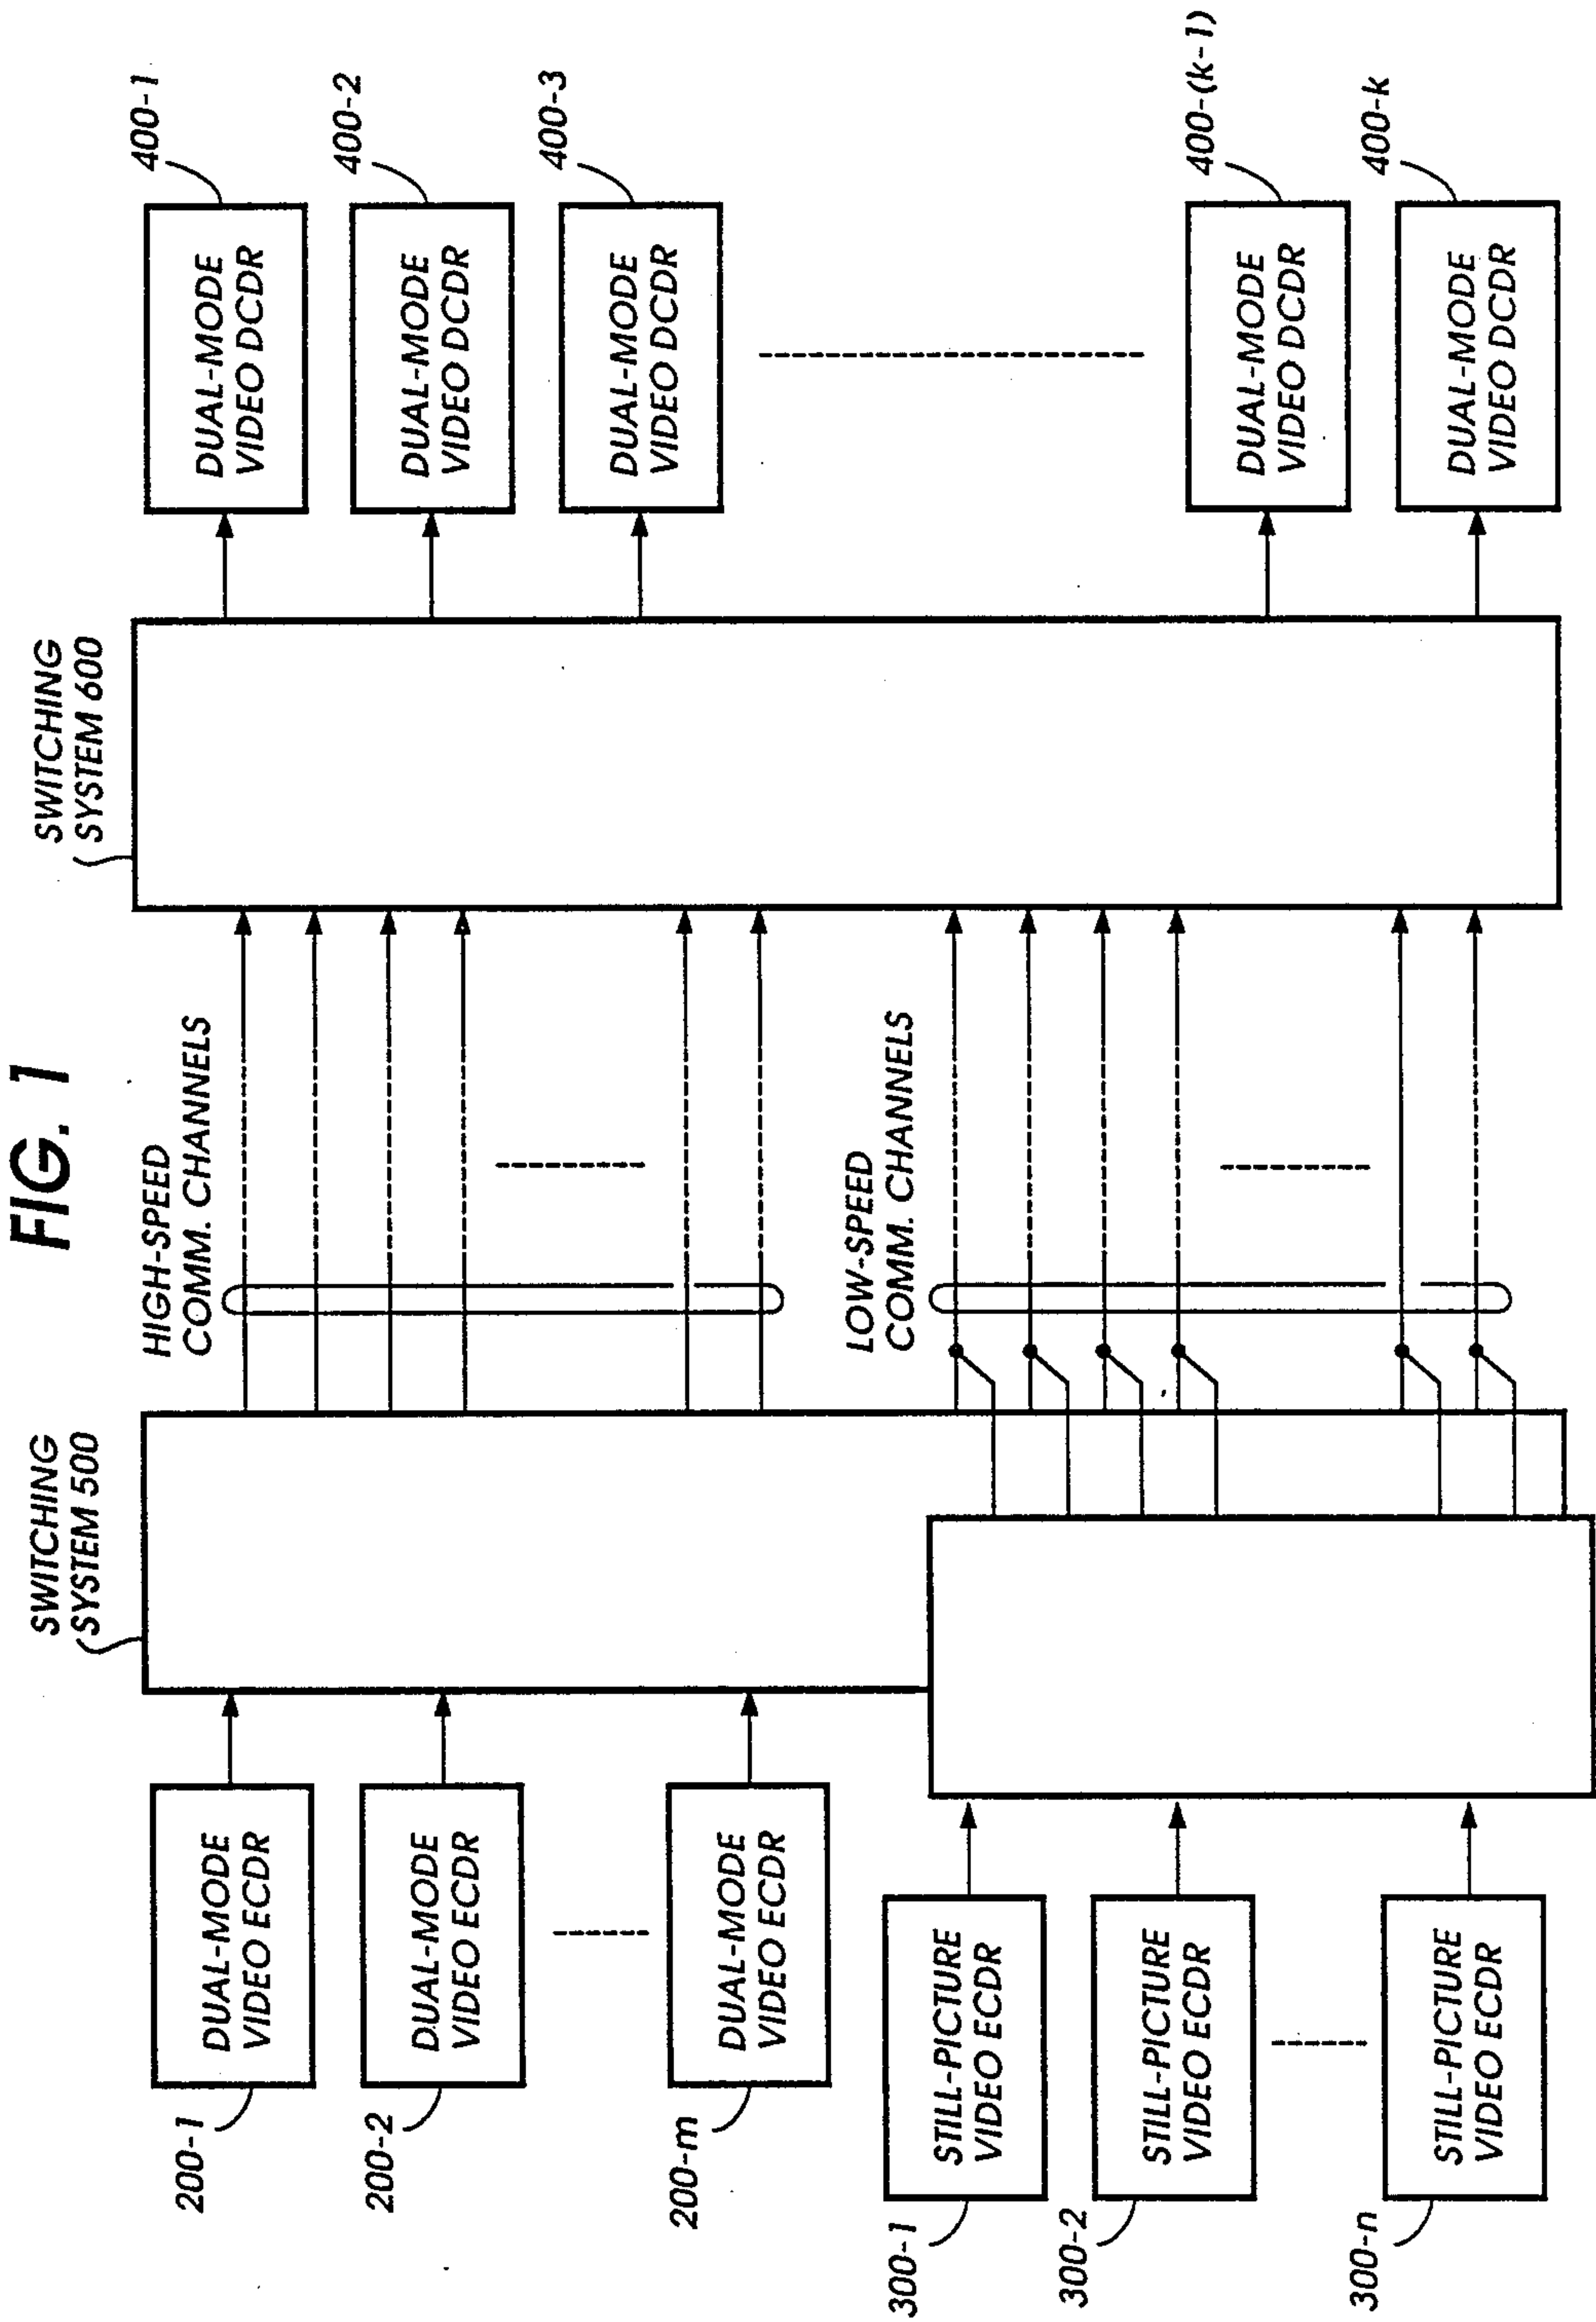 FIG. 1
SWITCHING
SYSTEM 500
HIGH-SPEED
COMM. CHANNELS
LOW-SPEED
COMM. CHANNELS
SWITCHING
SYSTEM 600
200-1
DUAL-MODE
VIDEO ECDR
200-2
DUAL-MODE
VIDEO ECDR
200-m
DUAL-MODE
VIDEO ECDR
300-1
STILL-PICTURE
VIDEO ECDR
300-2
STILL-PICTURE
VIDEO ECDR
300-n
STILL-PICTURE
VIDEO ECDR
DUAL-MODE
VIDEO DCDR
400-1
DUAL-MODE
VIDEO DCDR
400-2
DUAL-MODE
VIDEO DCDR
400-3
DUAL-MODE
VIDEO DCDR
400-(k-1)
DUAL-MODE
VIDEO DCDR
400-k